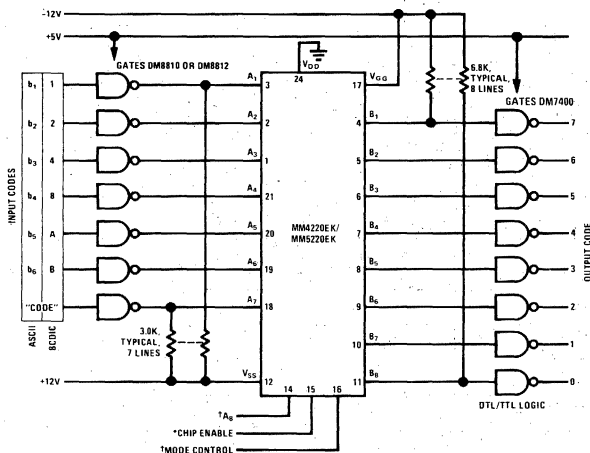 -12V
+5V
GATES DM8810 OR DM8812
VDD
24
6.8K,
TYPICAL,
8 LINES
GATES DM7400
INPUT CODES
b1 1
b2 2
b3 4
b4 8
b5 A
b6 B
"CODE"
ASCII
BCDIC
A1 3
A2 2
A3 1
A4 21
A5 20
A6 19
A7 18
MM4220EK/
MM5220EK
VGG
17
4 B1 7
5 B2 6
6 B3 5
7 B4 4
8 B5 3
9 B6 2
10 B7 1
11 B8 0
OUTPUT CODE
3.0K,
TYPICAL,
7 LINES
+12V
VSS
12
14 15 16
DTL/TTL LOGIC
†A8
*CHIP ENABLE
†MODE CONTROL